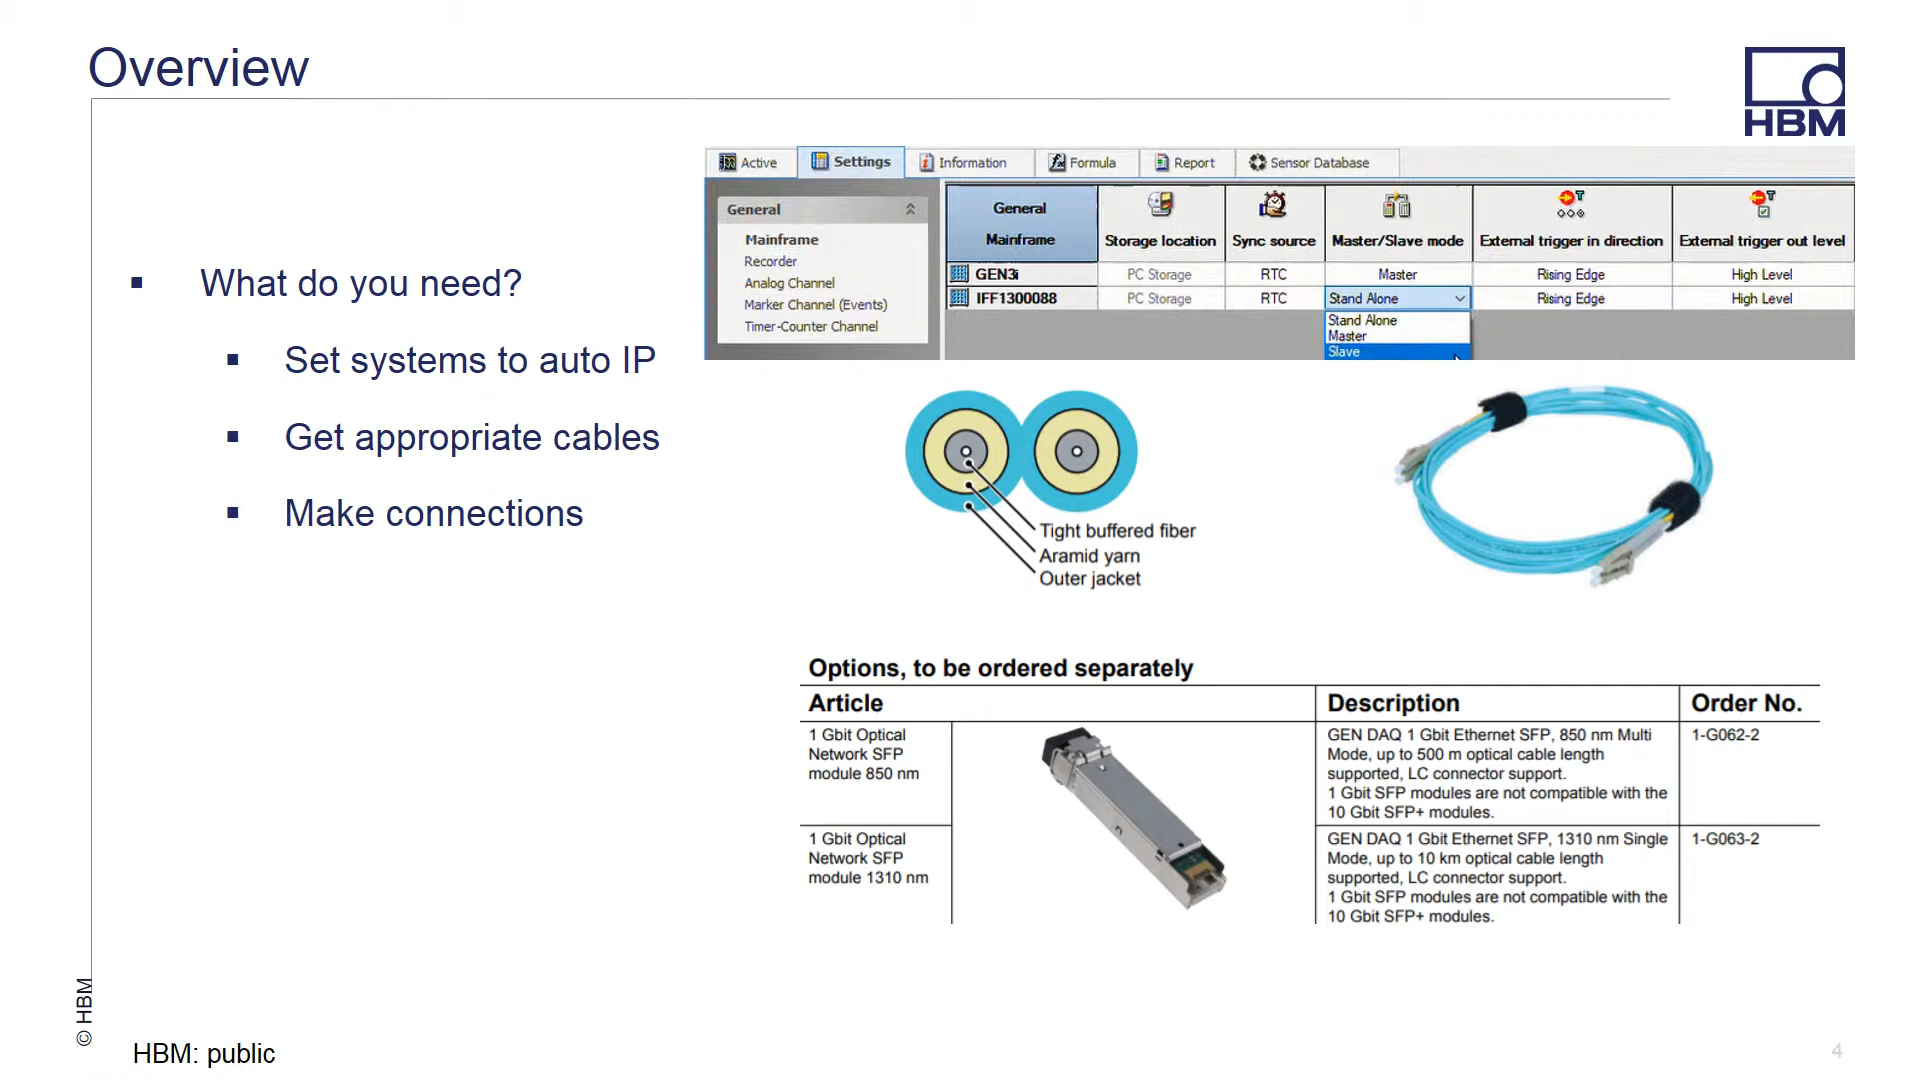 Overview
HBM
Active Settings Information Formula Report Sensor Database
General
Mainframe
Recorder
Analog Channel
Marker Channel (Events)
Timer-Counter Channel
General
Mainframe Storage location Sync source Master/Slave mode External trigger in direction External trigger out level
GEN3i PC Storage RTC Master Rising Edge High Level
IFF1300088 PC Storage RTC Stand Alone Rising Edge High Level
Stand Alone
Master
Slave
What do you need?
Set systems to auto IP
Get appropriate cables
Make connections
Tight buffered fiber
Aramid yarn
Outer jacket
Options, to be ordered separately
Article Description Order No.
1 Gbit Optical
Network SFP
module 850 nm
GEN DAQ 1 Gbit Ethernet SFP, 850 nm Multi
Mode, up to 500 m optical cable length
supported, LC connector support.
1 Gbit SFP modules are not compatible with the
10 Gbit SFP+ modules.
1-G062-2
1 Gbit Optical
Network SFP
module 1310 nm
GEN DAQ 1 Gbit Ethernet SFP, 1310 nm Single
Mode, up to 10 km optical cable length
supported, LC connector support.
1 Gbit SFP modules are not compatible with the
10 Gbit SFP+ modules.
1-G063-2
© HBM
HBM: public
4